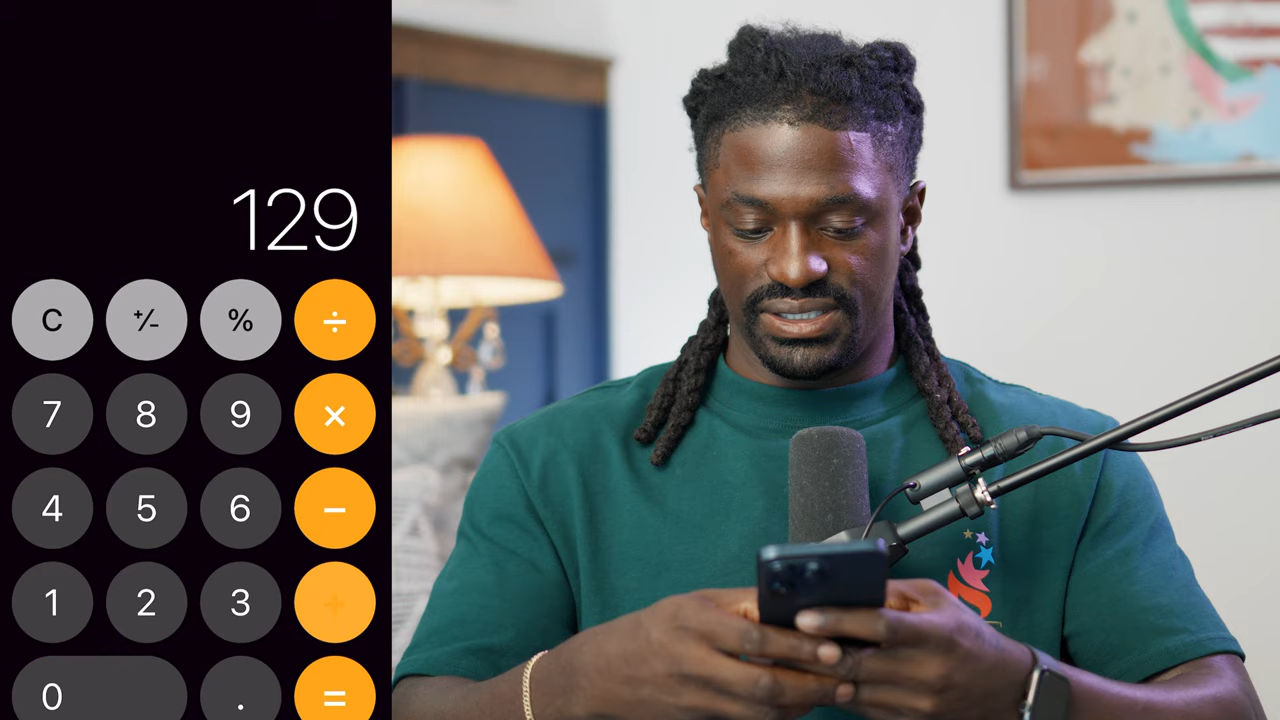 129
C +/- % ÷
7 8 9 ×
4 5 6 −
1 2 3 +
0 . =